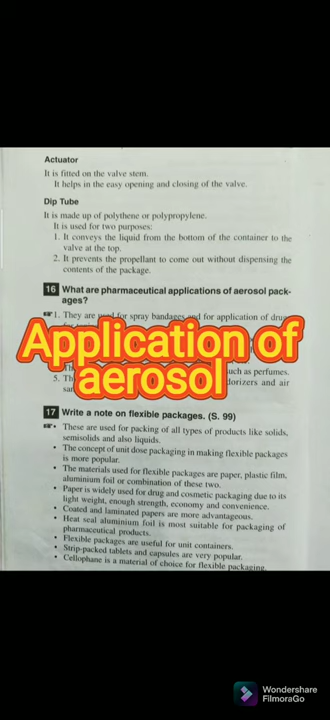 Actuator
It is fitted on the valve stem.
It helps in the easy opening and closing of the valve.
Dip Tube
It is made up of polythene or polypropylene.
It is used for two purposes:
1. It conveys the liquid from the bottom of the container to the
valve at the top.
2. It prevents the propellant to come out without dispensing the
contents of the package.
16 What are pharmaceutical applications of aerosol pack-
ages?
☞1. They are used for spray bandages and for application of drugs
Application of
aerosol
such as perfumes.
5.
dorizers and air
17 Write a note on flexible packages. (S. 99)
☞• These are used for packing of all types of products like solids,
semisolids and also liquids.
• The concept of unit dose packaging in making flexible packages
is more popular.
• The materials used for flexible packages are paper, plastic film,
aluminium foil or combination of these two.
• Paper is widely used for drug and cosmetic packaging due to its
light weight, enough strength, economy and convenience.
• Coated and laminated papers are more advantageous.
• Heat seal aluminium foil is most suitable for packaging of
pharmaceutical products.
• Flexible packages are useful for unit containers.
• Strip-packed tablets and capsules are very popular.
• Cellophane is a material of choice for flexible packaging.
Wondershare
FilmoraGo